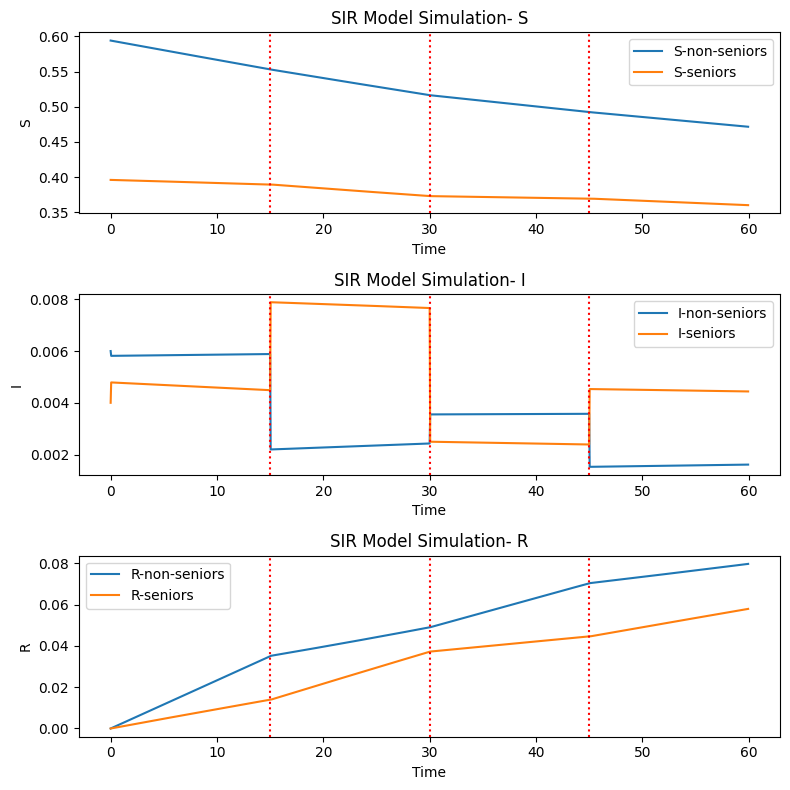 SIR Model Simulation- S
0.60
0.55
0.50
0.45
0.40
0.35
S
S-non-seniors
S-seniors
0 10 20 30 40 50 60
Time
SIR Model Simulation- I
0.008
0.006
0.004
0.002
I
I-non-seniors
I-seniors
0 10 20 30 40 50 60
Time
SIR Model Simulation- R
0.08
0.06
0.04
0.02
0.00
R
R-non-seniors
R-seniors
0 10 20 30 40 50 60
Time